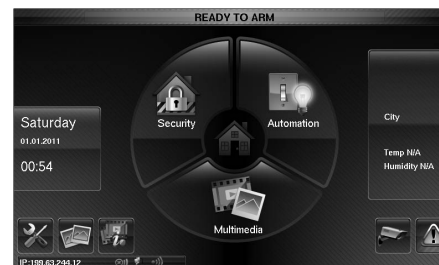 READY TO ARM
Saturday
01.01.2011
00:54
Security
Automation
Multimedia
City
Temp N/A
Humidity N/A
IP:199.63.244.12